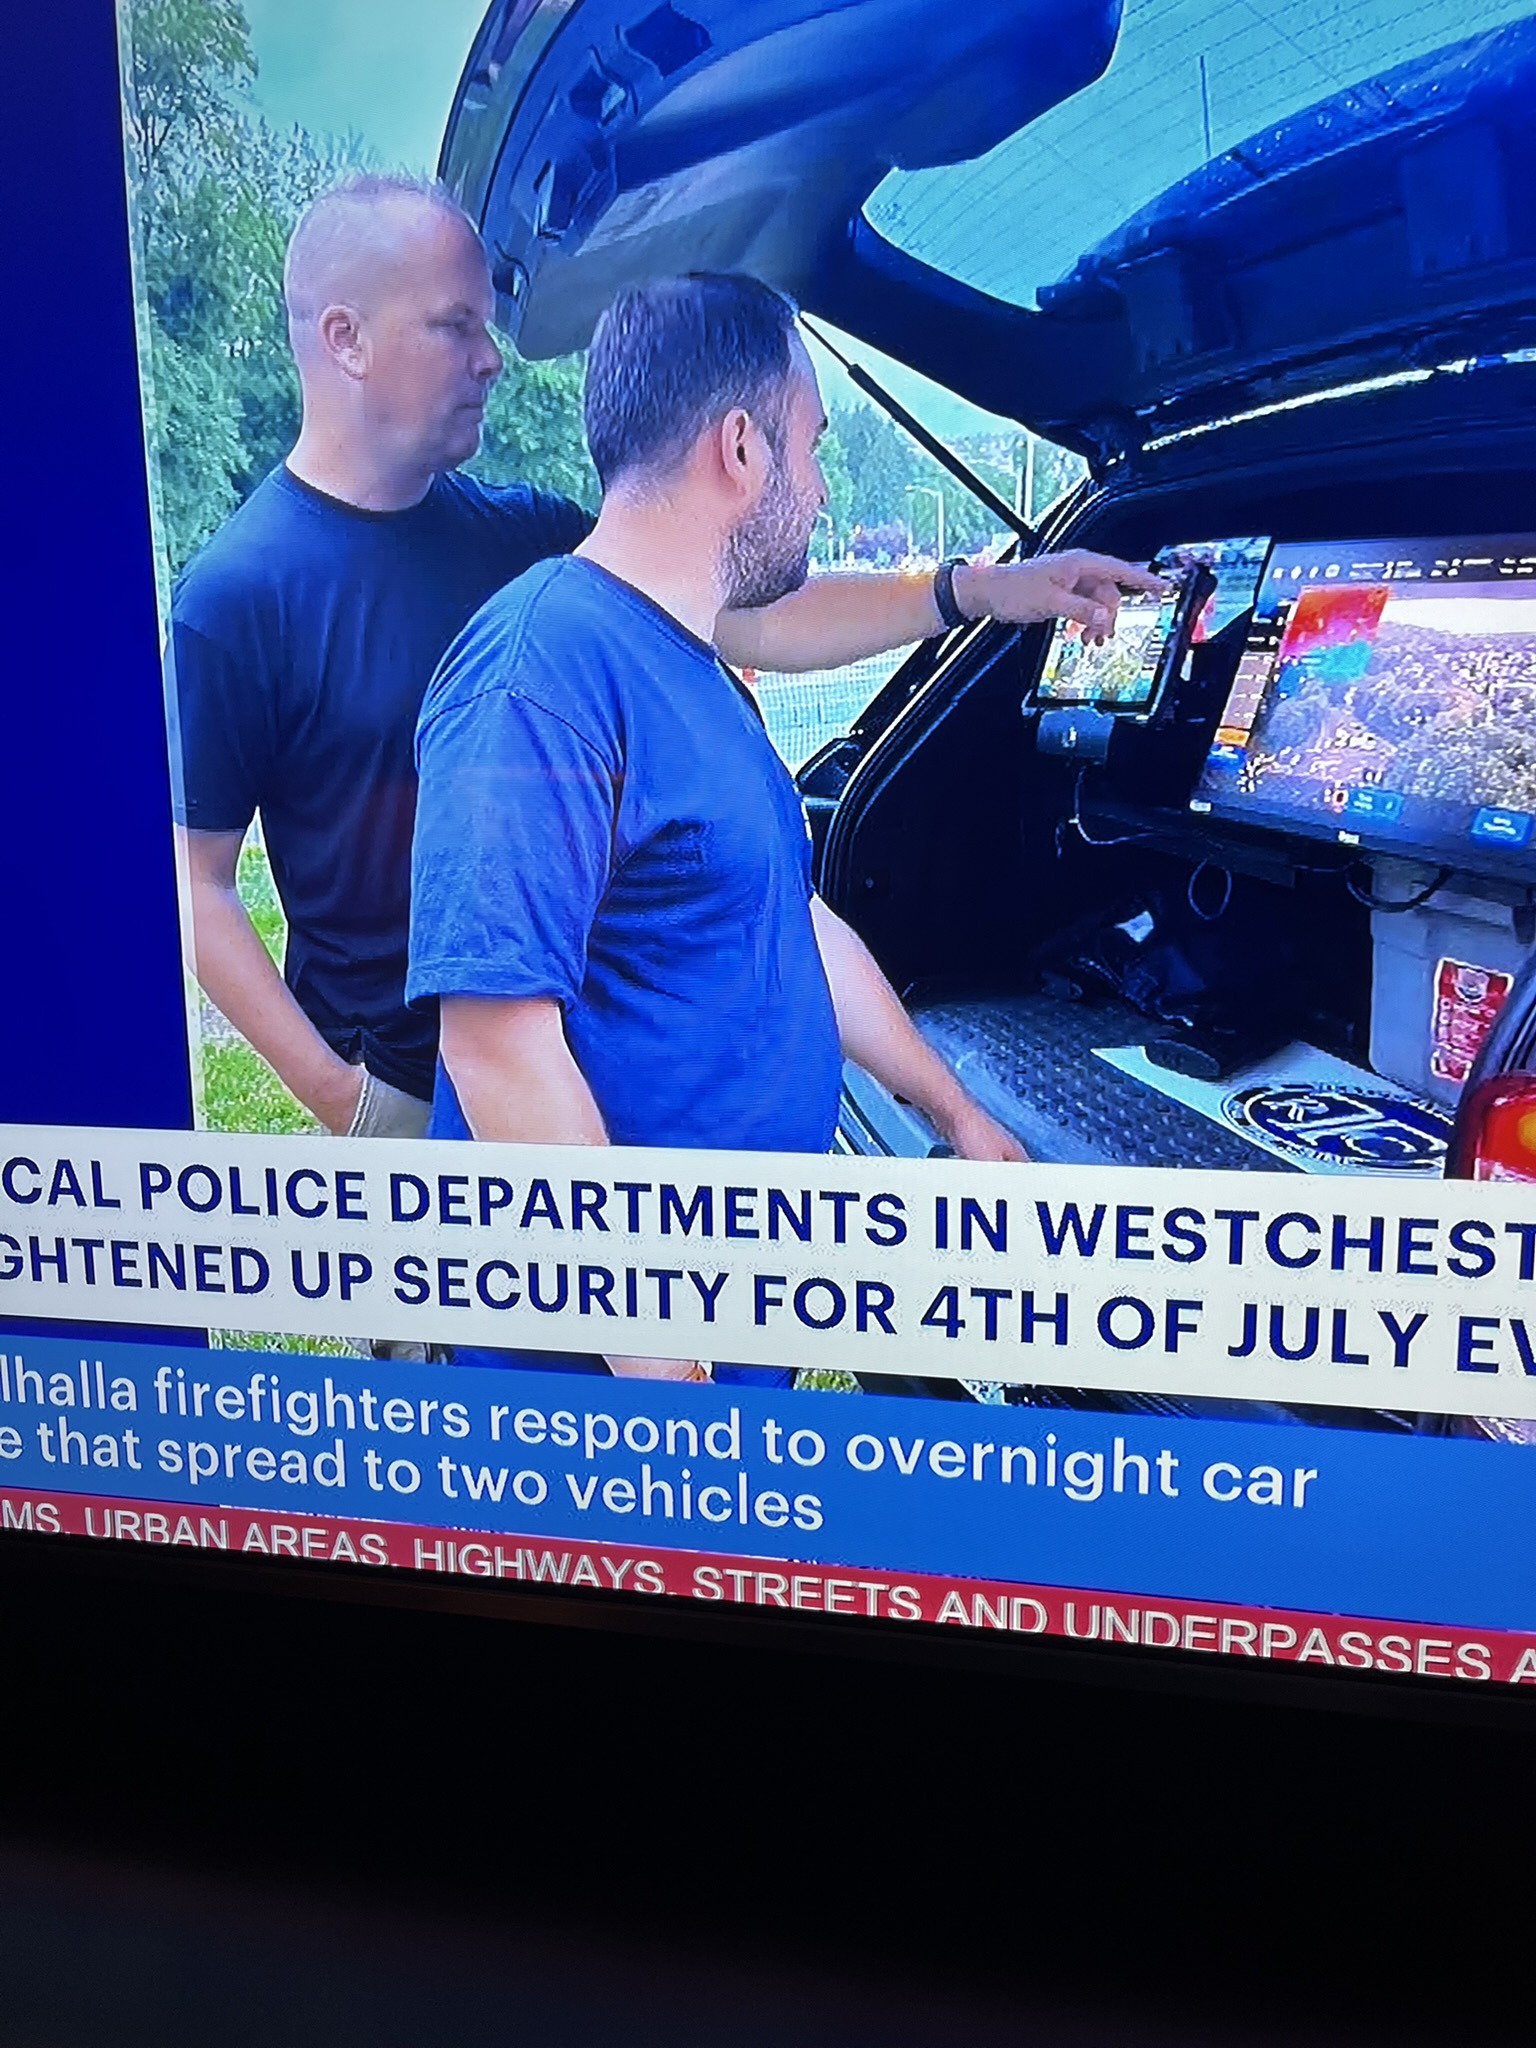 CAL POLICE DEPARTMENTS IN WESTCHEST
GHTENED UP SECURITY FOR 4TH OF JULY EV
lhalla firefighters respond to overnight car
e that spread to two vehicles
MS, URBAN AREAS, HIGHWAYS, STREETS AND UNDERPASSES A